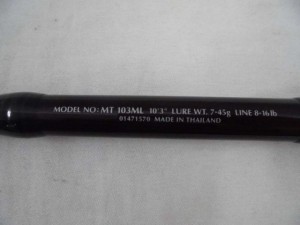 MODEL NO: MT 103ML 10'3" LURE WT. 7-45g LINE 8-16lb
01471570 MADE IN THAILAND